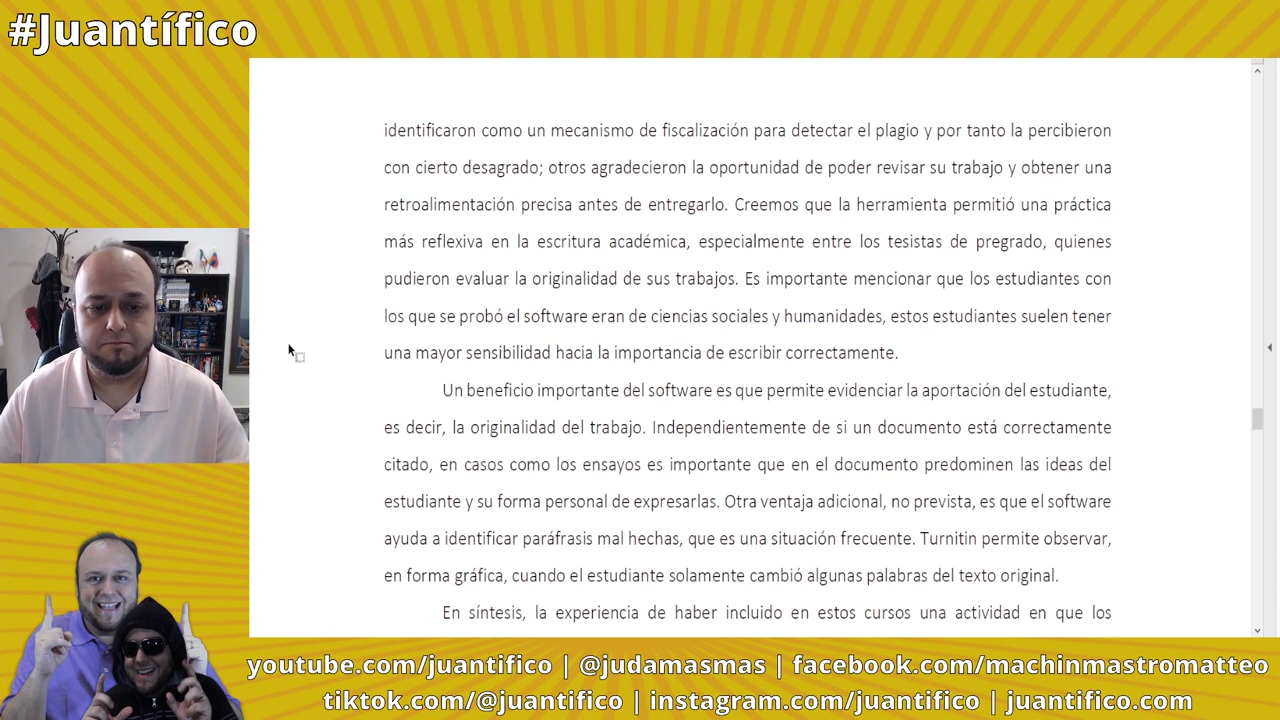 #Juantífico
identificaron como un mecanismo de fiscalización para detectar el plagio y por tanto la percibieron
con cierto desagrado; otros agradecieron la oportunidad de poder revisar su trabajo y obtener una
retroalimentación precisa antes de entregarlo. Creemos que la herramienta permitió una práctica
más reflexiva en la escritura académica, especialmente entre los tesistas de pregrado, quienes
pudieron evaluar la originalidad de sus trabajos. Es importante mencionar que los estudiantes con
los que se probó el software eran de ciencias sociales y humanidades, estos estudiantes suelen tener
una mayor sensibilidad hacia la importancia de escribir correctamente.
Un beneficio importante del software es que permite evidenciar la aportación del estudiante,
es decir, la originalidad del trabajo. Independientemente de si un documento está correctamente
citado, en casos como los ensayos es importante que en el documento predominen las ideas del
estudiante y su forma personal de expresarlas. Otra ventaja adicional, no prevista, es que el software
ayuda a identificar paráfrasis mal hechas, que es una situación frecuente. Turnitin permite observar,
en forma gráfica, cuando el estudiante solamente cambió algunas palabras del texto original.
En síntesis, la experiencia de haber incluido en estos cursos una actividad en que los
youtube.com/juantifico | @judamasmas | facebook.com/machinmastromatteo
tiktok.com/@juantifico | instagram.com/juantifico | juantifico.com